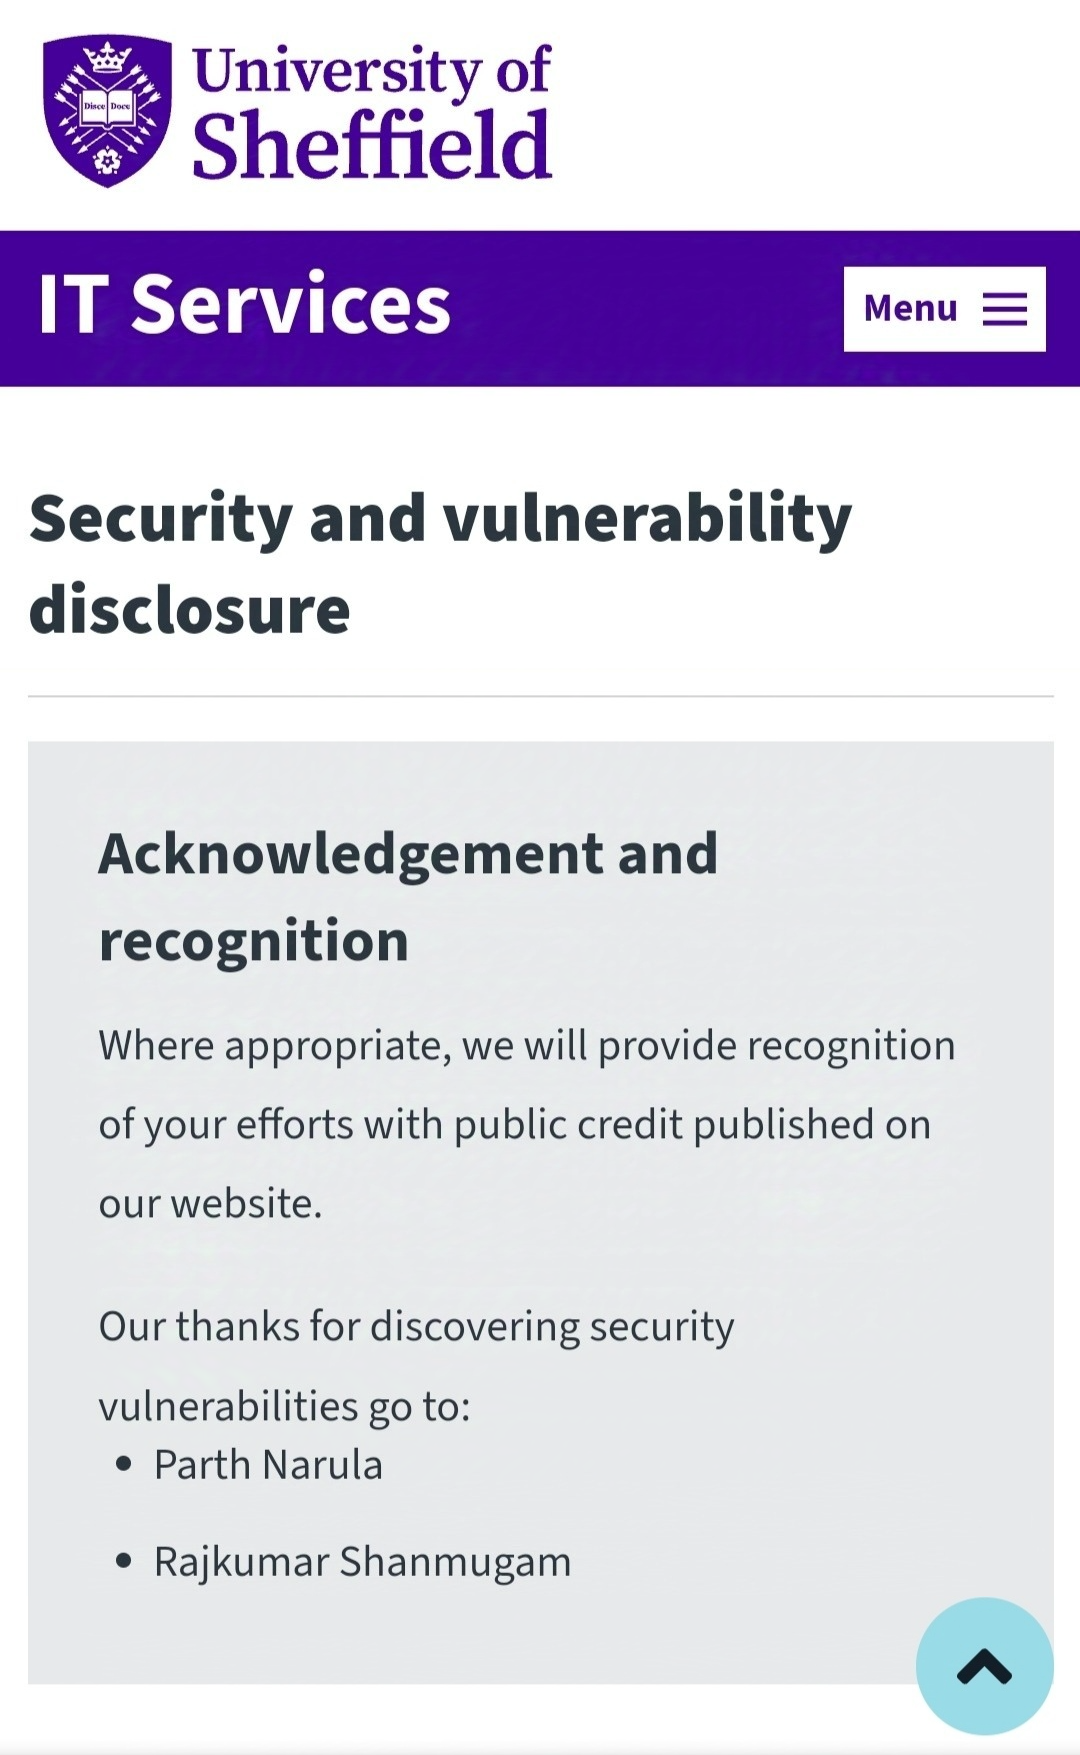 Disce Doce
University of
Sheffield
IT Services
Menu
Security and vulnerability
disclosure
Acknowledgement and
recognition
Where appropriate, we will provide recognition
of your efforts with public credit published on
our website.
Our thanks for discovering security
vulnerabilities go to:
• Parth Narula
• Rajkumar Shanmugam